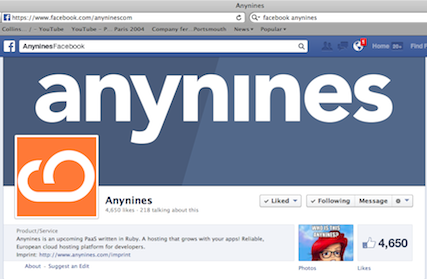 Anynines
https://www.facebook.com/anyninescom
facebook anynines
Collins. / - YouTube YouTube - P. Paris 2004 Company for. Portsmouth News Popular
AnyninesFacebook
Home
Find F
anynines
Anynines
4,650 likes · 218 talking about this
Liked
Following
Message
Product/Service
Anynines is an upcoming PaaS written in Ruby. A hosting that grows with your apps! Reliable,
European cloud hosting platform for developers.
Imprint: http://www.anynines.com/imprint
About - Suggest an Edit
WHO IS THIS
ANYNINES?
Photos
4,650
Likes